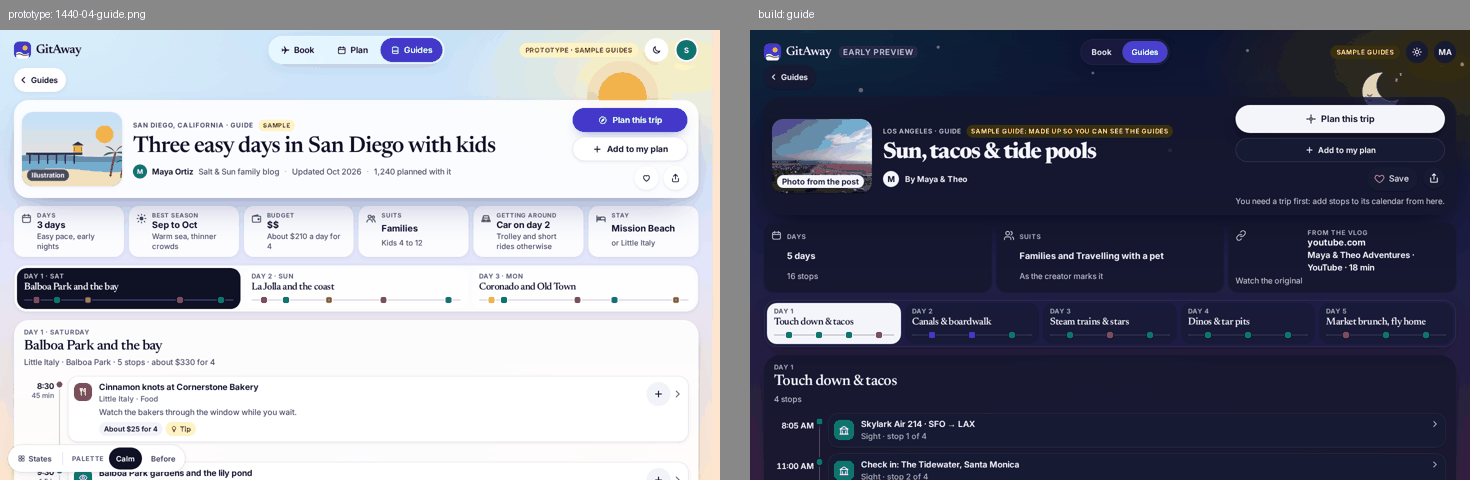 prototype: 1440-04-guide.png
GitAway
Book
Plan
Guides
PROTOTYPE · SAMPLE GUIDES
S
Guides
SAN DIEGO, CALIFORNIA · GUIDE
SAMPLE
Three easy days in San Diego with kids
M
Maya Ortiz
Salt & Sun family blog · Updated Oct 2026 · 1,240 planned with it
Illustration
Plan this trip
Add to my plan
DAYS
3 days
Easy pace, early
nights
BEST SEASON
Sep to Oct
Warm sea, thinner
crowds
BUDGET
$$
About $210 a day for
4
SUITS
Families
Kids 4 to 12
GETTING AROUND
Car on day 2
Trolley and short
rides otherwise
STAY
Mission Beach
or Little Italy
DAY 1 · SAT
Balboa Park and the bay
DAY 2 · SUN
La Jolla and the coast
DAY 3 · MON
Coronado and Old Town
DAY 1 · SATURDAY
Balboa Park and the bay
Little Italy · Balboa Park · 5 stops · about $330 for 4
8:30
45 min
Cinnamon knots at Cornerstone Bakery
Little Italy · Food
Watch the bakers through the window while you wait.
About $25 for 4
Tip
9:30
Balboa Park gardens and the lily pond
States
PALETTE
Calm
Before
build: guide
GitAway
EARLY PREVIEW
Book
Guides
SAMPLE GUIDES
MA
Guides
LOS ANGELES · GUIDE
SAMPLE GUIDE: MADE UP SO YOU CAN SEE THE GUIDES
Sun, tacos & tide pools
M
By Maya & Theo
Photo from the post
Plan this trip
Add to my plan
Save
You need a trip first: add stops to its calendar from here.
DAYS
5 days
16 stops
SUITS
Families and Travelling with a pet
As the creator marks it
FROM THE VLOG
youtube.com
Maya & Theo Adventures ·
YouTube · 18 min
Watch the original
DAY 1
Touch down & tacos
DAY 2
Canals & boardwalk
DAY 3
Steam trains & stars
DAY 4
Dinos & tar pits
DAY 5
Market brunch, fly home
DAY 1
Touch down & tacos
4 stops
8:05 AM
Skylark Air 214 · SFO → LAX
Sight · stop 1 of 4
11:00 AM
Check in: The Tidewater, Santa Monica
Sight · stop 2 of 4